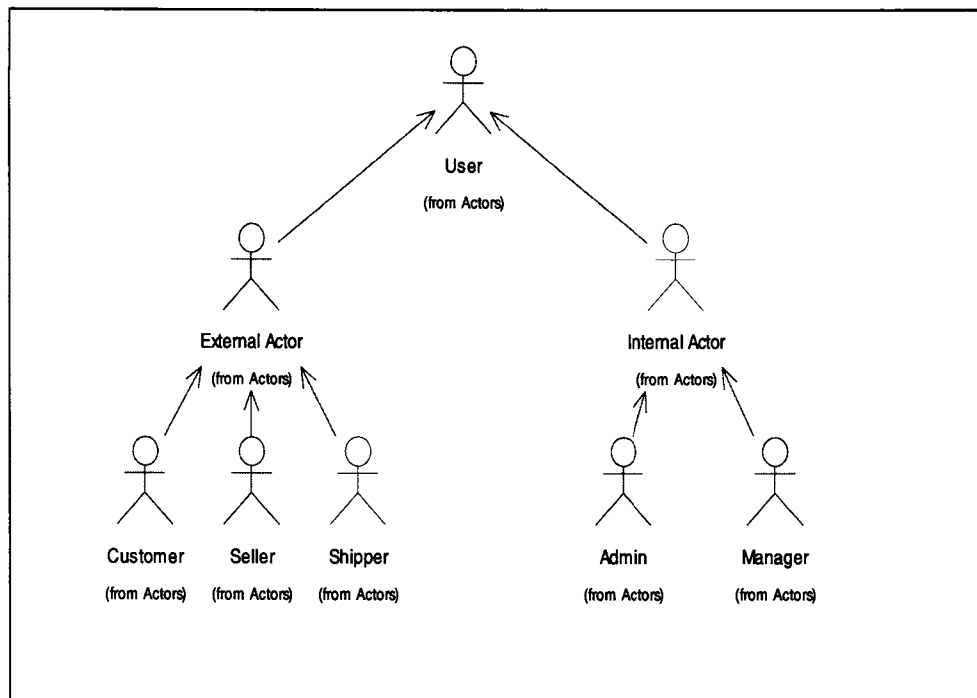 User
(from Actors)
External Actor
(from Actors)
Internal Actor
(from Actors)
Customer
(from Actors)
Seller
(from Actors)
Shipper
(from Actors)
Admin
(from Actors)
Manager
(from Actors)